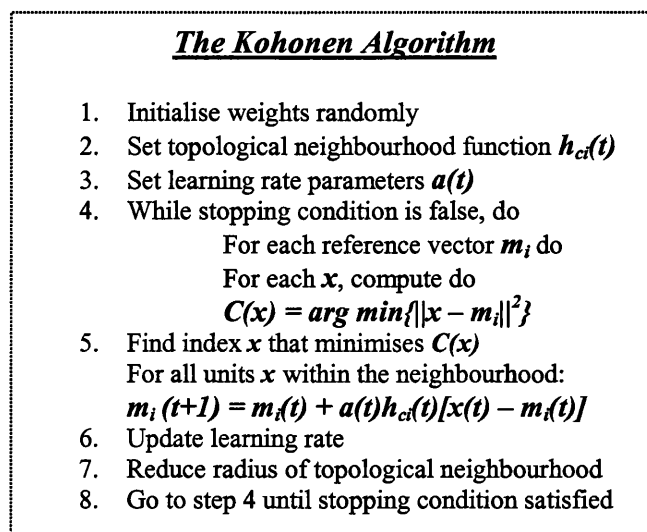 The Kohonen Algorithm
1. Initialise weights randomly
2. Set topological neighbourhood function h_ci(t)
3. Set learning rate parameters a(t)
4. While stopping condition is false, do
For each reference vector m_i do
For each x, compute do
C(x) = arg min{||x – m_i||²}
5. Find index x that minimises C(x)
For all units x within the neighbourhood:
m_i (t+1) = m_i(t) + a(t)h_ci(t)[x(t) – m_i(t)]
6. Update learning rate
7. Reduce radius of topological neighbourhood
8. Go to step 4 until stopping condition satisfied